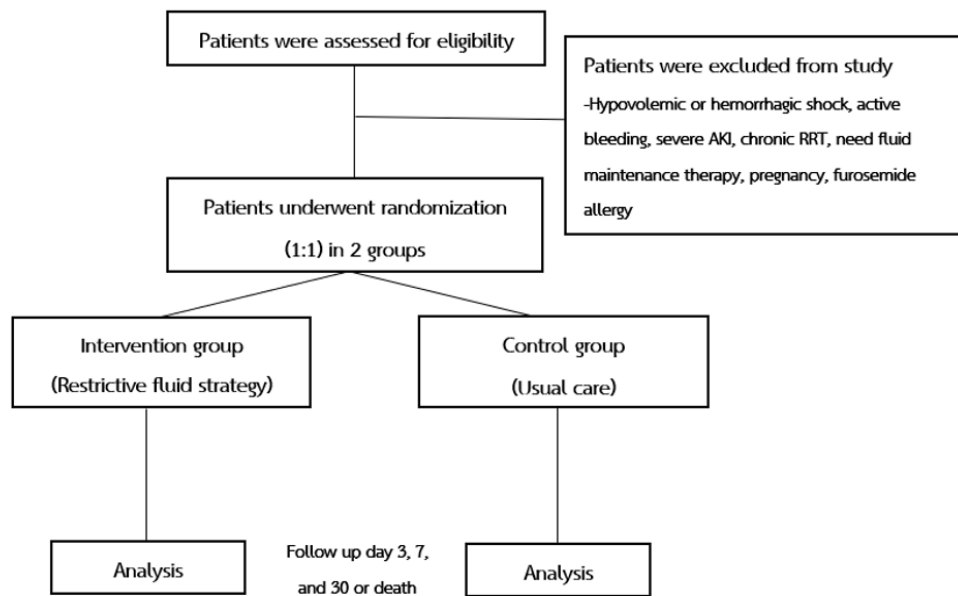 Patients were assessed for eligibility
Patients were excluded from study
-Hypovolemic or hemorrhagic shock, active
bleeding, severe AKI, chronic RRT, need fluid
maintenance therapy, pregnancy, furosemide
allergy
Patients underwent randomization
(1:1) in 2 groups
Intervention group
(Restrictive fluid strategy)
Control group
(Usual care)
Analysis
Follow up day 3, 7,
and 30 or death
Analysis